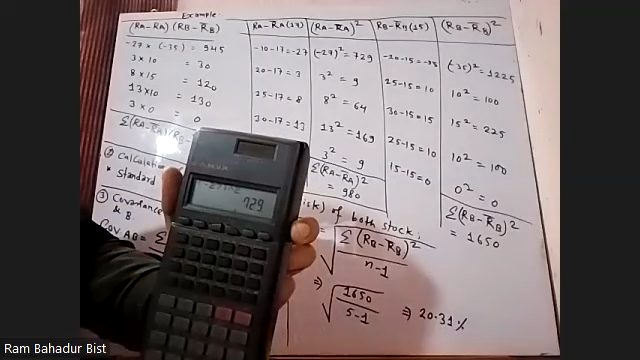 Example
(RA-R̄A) (RB-R̄B)
RA-R̄A(17)
(RA-R̄A)²
RB-R̄B(15)
(RB-R̄B)²
-27 × (-35) = 945
-10-17=-27
(-27)² = 729
-20-15=-35
(-35)² = 1225
3 × 10 = 30
20-17 = 3
3² = 9
25-15 = 10
10² = 100
8 × 15 = 120
25-17 = 8
8² = 64
30-15 = 15
15² = 225
13 × 10 = 130
30-17 = 13
13² = 169
25-15 = 10
10² = 100
3 × 0 = 0
3² = 9
15-15 = 0
0² = 0
Σ(RA-R̄A)(RB-
Σ(RA-R̄A)² = 980
Σ(RB-R̄B)² = 1650
② Calculation
* Standard
risk) of both stock.
③ Covariance
&
COV AB = Σ
= √Σ(RB-R̄B)² / n-1
⇒ √1650 / 5-1 ⇒ 20.31%
729
Ram Bahadur Bist